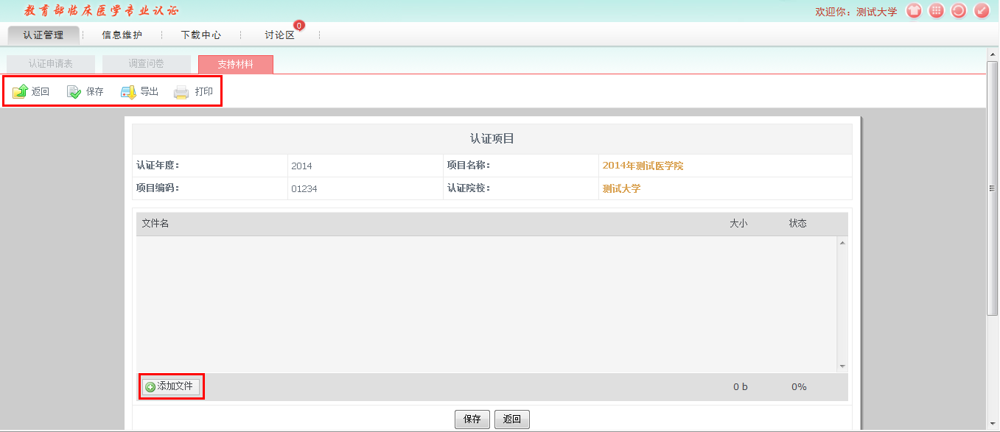 教育部临床医学专业认证
欢迎你：测试大学
认证管理 信息维护 下载中心 讨论区 0
认证申请表 调查问卷 支持材料
返回 保存 导出 打印
认证项目
认证年度： 2014 项目名称： 2014年测试医学院
项目编码： 01234 认证院校： 测试大学
文件名 大小 状态
添加文件 0 b 0%
保存 返回